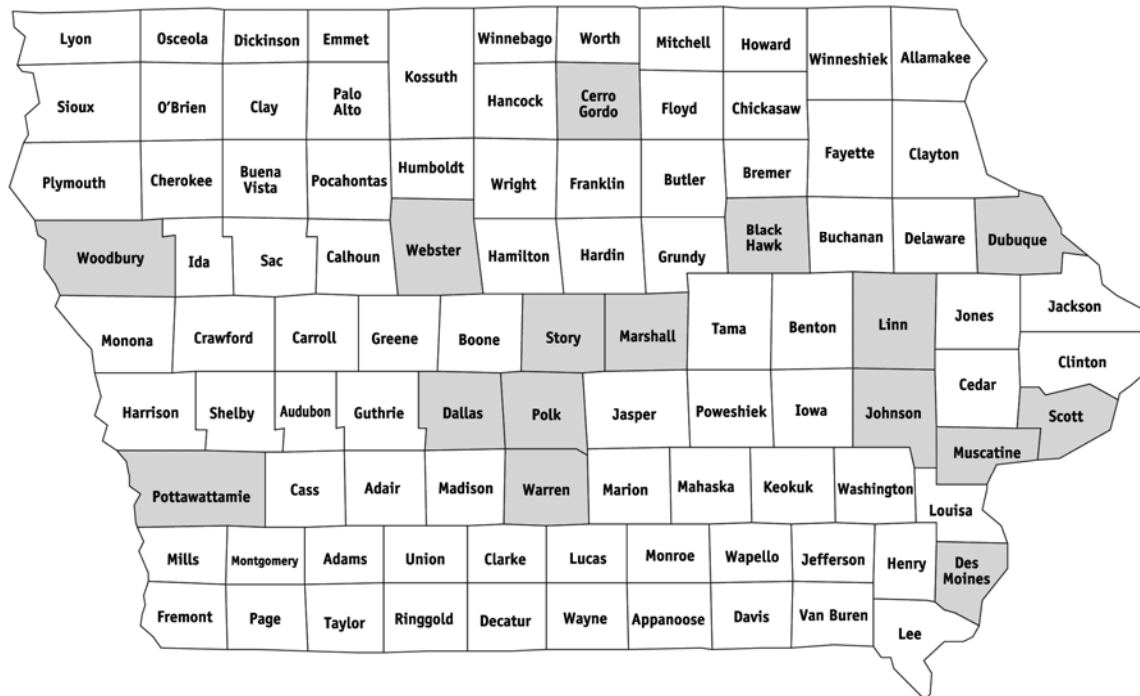 Lyon
Osceola
Dickinson
Emmet
Kossuth
Winnebago
Worth
Mitchell
Howard
Winneshiek
Allamakee
Sioux
O'Brien
Clay
Palo
Alto
Hancock
Cerro
Gordo
Floyd
Chickasaw
Plymouth
Cherokee
Buena
Vista
Pocahontas
Humboldt
Wright
Franklin
Butler
Bremer
Fayette
Clayton
Woodbury
Ida
Sac
Calhoun
Webster
Hamilton
Hardin
Grundy
Black
Hawk
Buchanan
Delaware
Dubuque
Monona
Crawford
Carroll
Greene
Boone
Story
Marshall
Tama
Benton
Linn
Jones
Jackson
Clinton
Cedar
Harrison
Shelby
Audubon
Guthrie
Dallas
Polk
Jasper
Poweshiek
Iowa
Johnson
Scott
Muscatine
Pottawattamie
Cass
Adair
Madison
Warren
Marion
Mahaska
Keokuk
Washington
Louisa
Mills
Montgomery
Adams
Union
Clarke
Lucas
Monroe
Wapello
Jefferson
Henry
Des
Moines
Fremont
Page
Taylor
Ringgold
Decatur
Wayne
Appanoose
Davis
Van Buren
Lee